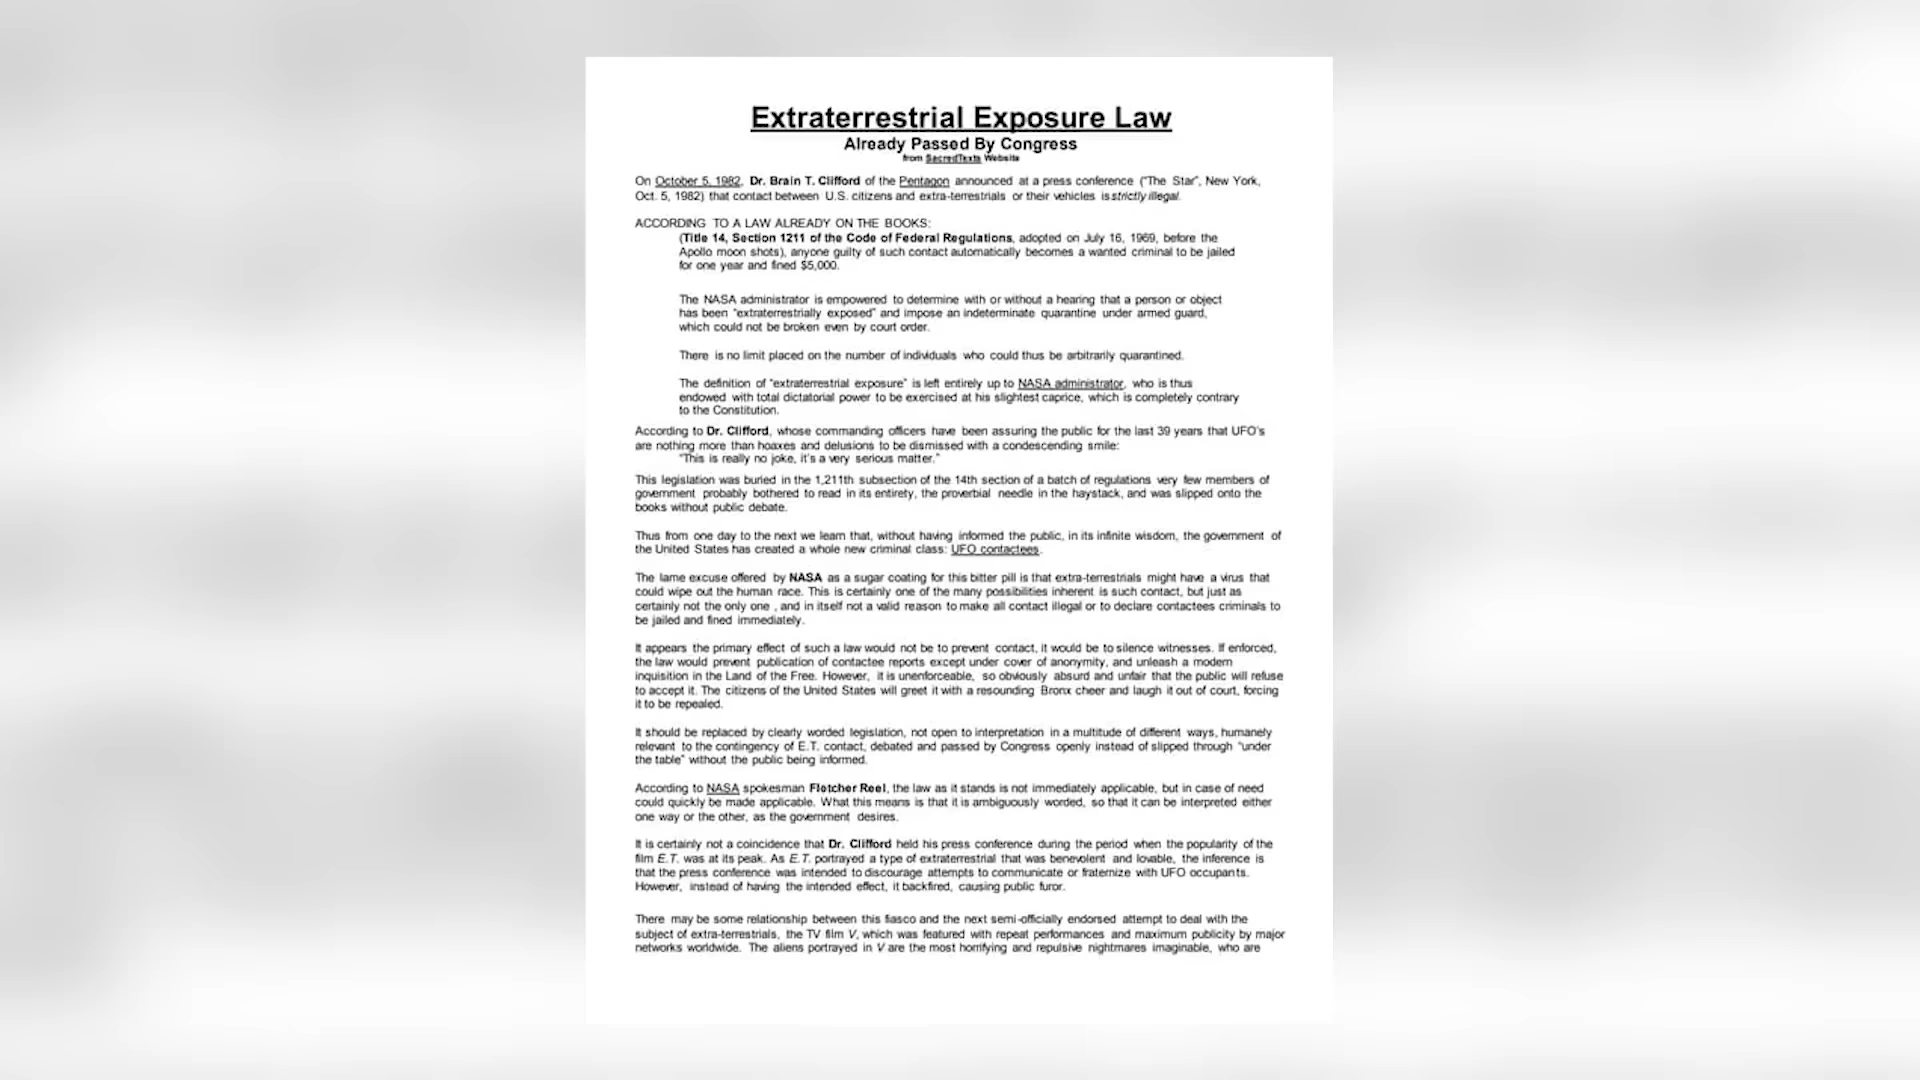 Extraterrestrial Exposure Law
Already Passed By Congress
from SacredTexts Website
On October 5, 1982, Dr. Brain T. Clifford of the Pentagon announced at a press conference ("The Star", New York,
Oct. 5, 1982) that contact between U.S. citizens and extra-terrestrials or their vehicles is strictly illegal.
ACCORDING TO A LAW ALREADY ON THE BOOKS:
(Title 14, Section 1211 of the Code of Federal Regulations, adopted on July 16, 1969, before the
Apollo moon shots), anyone guilty of such contact automatically becomes a wanted criminal to be jailed
for one year and fined $5,000.
The NASA administrator is empowered to determine with or without a hearing that a person or object
has been "extraterrestrially exposed" and impose an indeterminate quarantine under armed guard,
which could not be broken even by court order.
There is no limit placed on the number of individuals who could thus be arbitrarily quarantined.
The definition of "extraterrestrial exposure" is left entirely up to NASA administrator, who is thus
endowed with total dictatorial power to be exercised at his slightest caprice, which is completely contrary
to the Constitution.
According to Dr. Clifford, whose commanding officers have been assuring the public for the last 39 years that UFO's
are nothing more than hoaxes and delusions to be dismissed with a condescending smile:
"This is really no joke, it's a very serious matter."
This legislation was buried in the 1,211th subsection of the 14th section of a batch of regulations very few members of
government probably bothered to read in its entirety, the proverbial needle in the haystack, and was slipped onto the
books without public debate.
Thus from one day to the next we learn that, without having informed the public, in its infinite wisdom, the government of
the United States has created a whole new criminal class: UFO contactees.
The lame excuse offered by NASA as a sugar coating for this bitter pill is that extra-terrestrials might have a virus that
could wipe out the human race. This is certainly one of the many possibilities inherent is such contact, but just as
certainly not the only one , and in itself not a valid reason to make all contact illegal or to declare contactees criminals to
be jailed and fined immediately.
It appears the primary effect of such a law would not be to prevent contact, it would be to silence witnesses. If enforced,
the law would prevent publication of contactee reports except under cover of anonymity, and unleash a modern
inquisition in the Land of the Free. However, it is unenforceable, so obviously absurd and unfair that the public will refuse
to accept it. The citizens of the United States will greet it with a resounding Bronx cheer and laugh it out of court, forcing
it to be repealed.
It should be replaced by clearly worded legislation, not open to interpretation in a multitude of different ways, humanely
relevant to the contingency of E.T. contact, debated and passed by Congress openly instead of slipped through "under
the table" without the public being informed.
According to NASA spokesman Fletcher Reel, the law as it stands is not immediately applicable, but in case of need
could quickly be made applicable. What this means is that it is ambiguously worded, so that it can be interpreted either
one way or the other, as the government desires.
It is certainly not a coincidence that Dr. Clifford held his press conference during the period when the popularity of the
film E.T. was at its peak. As E.T. portrayed a type of extraterrestrial that was benevolent and lovable, the inference is
that the press conference was intended to discourage attempts to communicate or fraternize with UFO occupants.
However, instead of having the intended effect, it backfired, causing public furor.
There may be some relationship between this fiasco and the next semi-officially endorsed attempt to deal with the
subject of extra-terrestrials, the TV film V, which was featured with repeat performances and maximum publicity by major
networks worldwide. The aliens portrayed in V are the most horrifying and repulsive nightmares imaginable, who are